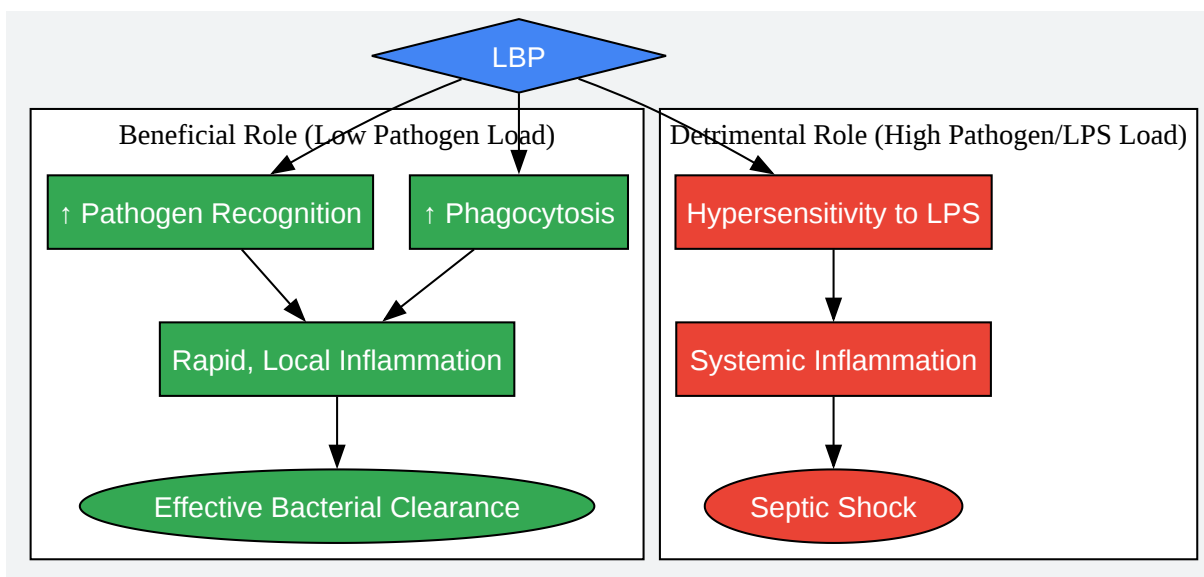 LBP
Beneficial Role (Low Pathogen Load)
Detrimental Role (High Pathogen/LPS Load)
↑ Pathogen Recognition
↑ Phagocytosis
Hypersensitivity to LPS
Rapid, Local Inflammation
Systemic Inflammation
Effective Bacterial Clearance
Septic Shock